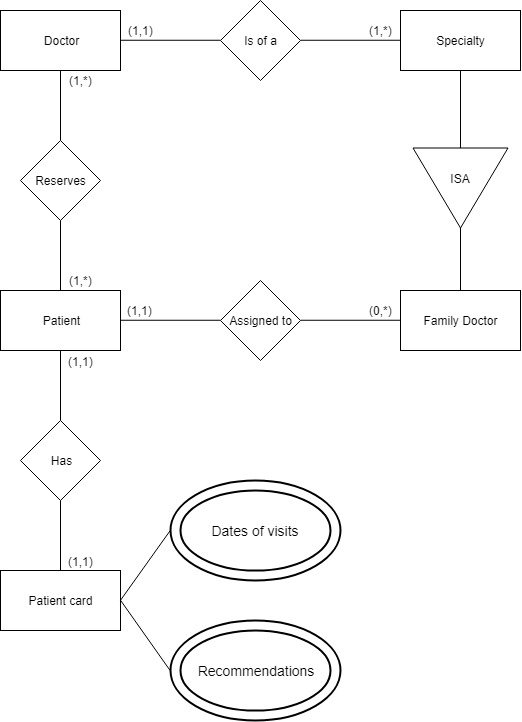 Doctor
(1,1)
Is of a
(1,*)
Specialty
(1,*)
Reserves
ISA
(1,*)
Patient
(1,1)
Assigned to
(0,*)
Family Doctor
(1,1)
Has
(1,1)
Patient card
Dates of visits
Recommendations